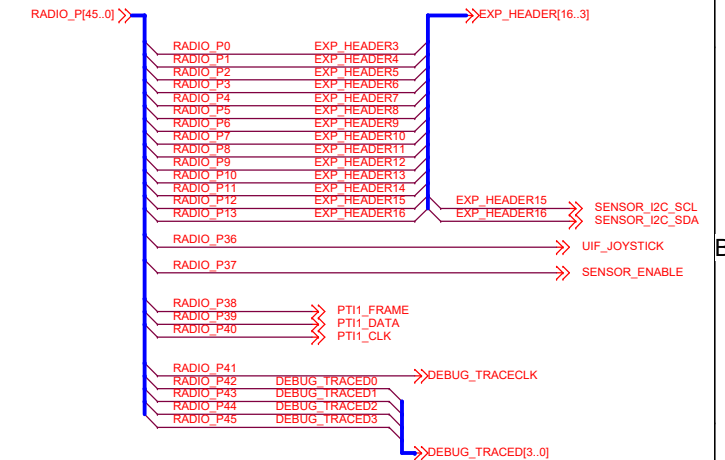 RADIO_P[45..0] EXP_HEADER[16..3]
RADIO_P0 EXP_HEADER3
RADIO_P1 EXP_HEADER4
RADIO_P2 EXP_HEADER5
RADIO_P3 EXP_HEADER6
RADIO_P4 EXP_HEADER7
RADIO_P5 EXP_HEADER8
RADIO_P6 EXP_HEADER9
RADIO_P7 EXP_HEADER10
RADIO_P8 EXP_HEADER11
RADIO_P9 EXP_HEADER12
RADIO_P10 EXP_HEADER13
RADIO_P11 EXP_HEADER14
RADIO_P12 EXP_HEADER15 EXP_HEADER15 SENSOR_I2C_SCL
RADIO_P13 EXP_HEADER16 EXP_HEADER16 SENSOR_I2C_SDA
RADIO_P36 UIF_JOYSTICK B
RADIO_P37 SENSOR_ENABLE
RADIO_P38 PTI1_FRAME
RADIO_P39 PTI1_DATA
RADIO_P40 PTI1_CLK
RADIO_P41 DEBUG_TRACECLK
RADIO_P42 DEBUG_TRACED0
RADIO_P43 DEBUG_TRACED1
RADIO_P44 DEBUG_TRACED2
RADIO_P45 DEBUG_TRACED3
DEBUG_TRACED[3..0]